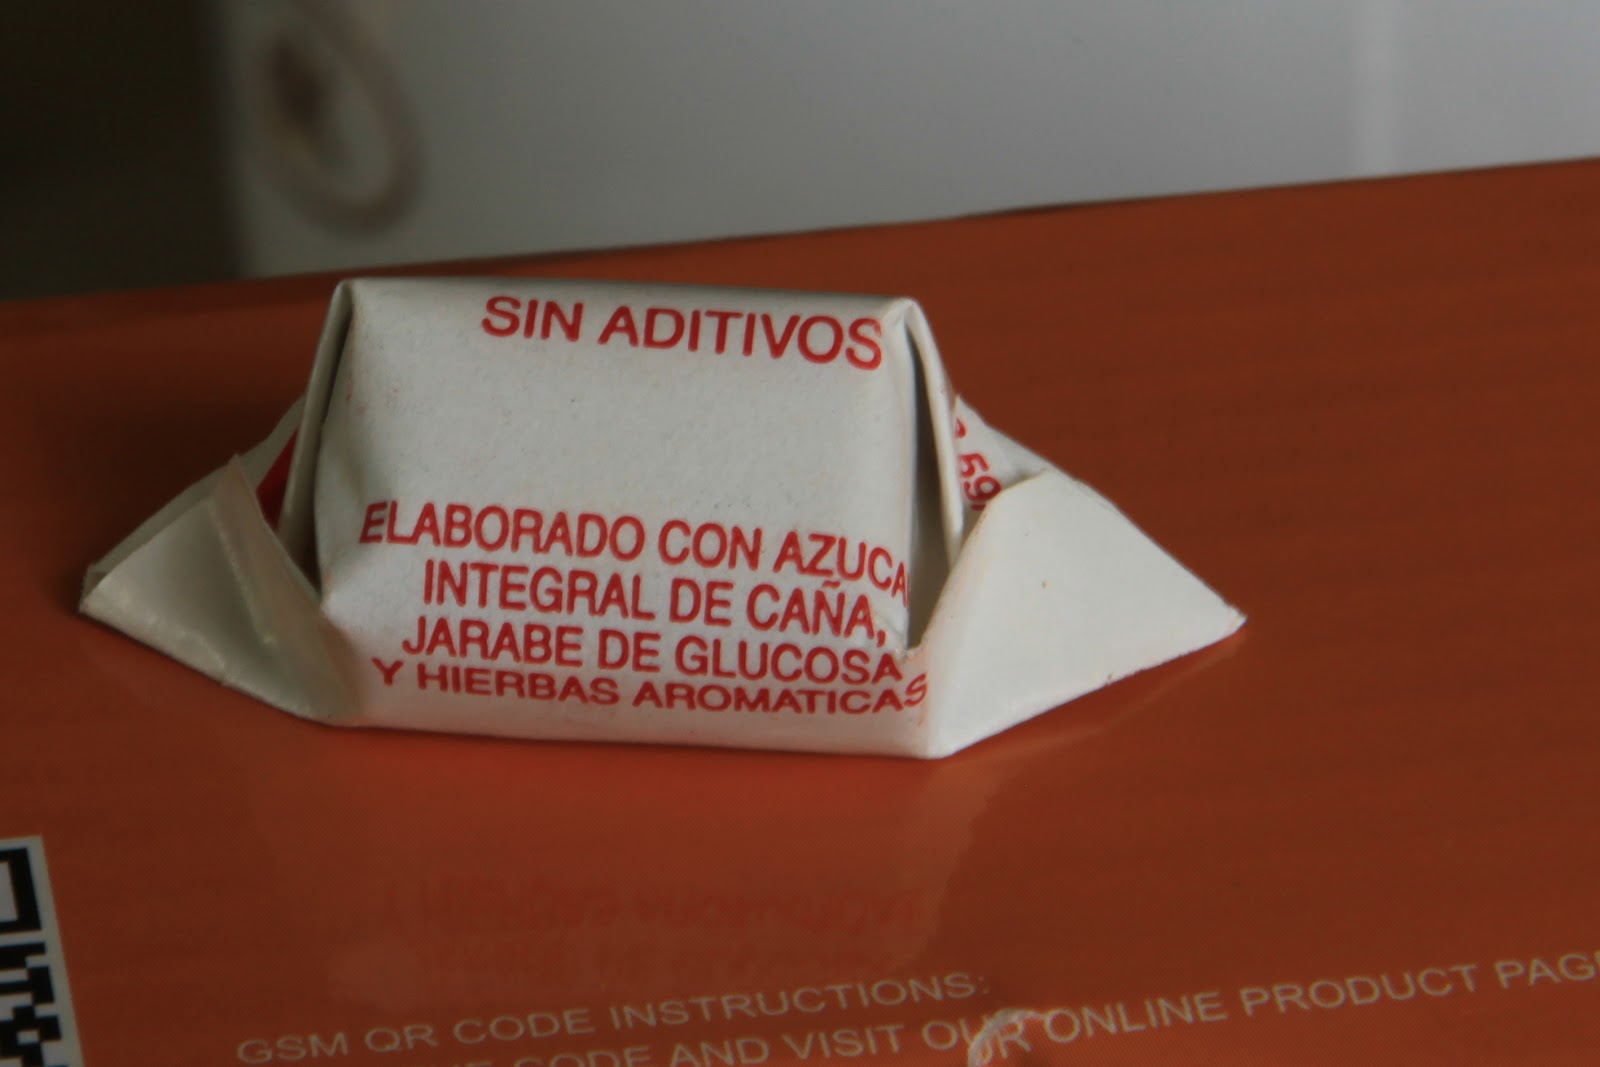 SIN ADITIVOS
ELABORADO CON AZUCA
INTEGRAL DE CAÑA,
JARABE DE GLUCOSA
Y HIERBAS AROMATICAS
59
GSM QR CODE INSTRUCTIONS:
CODE AND VISIT OUR ONLINE PRODUCT PAG